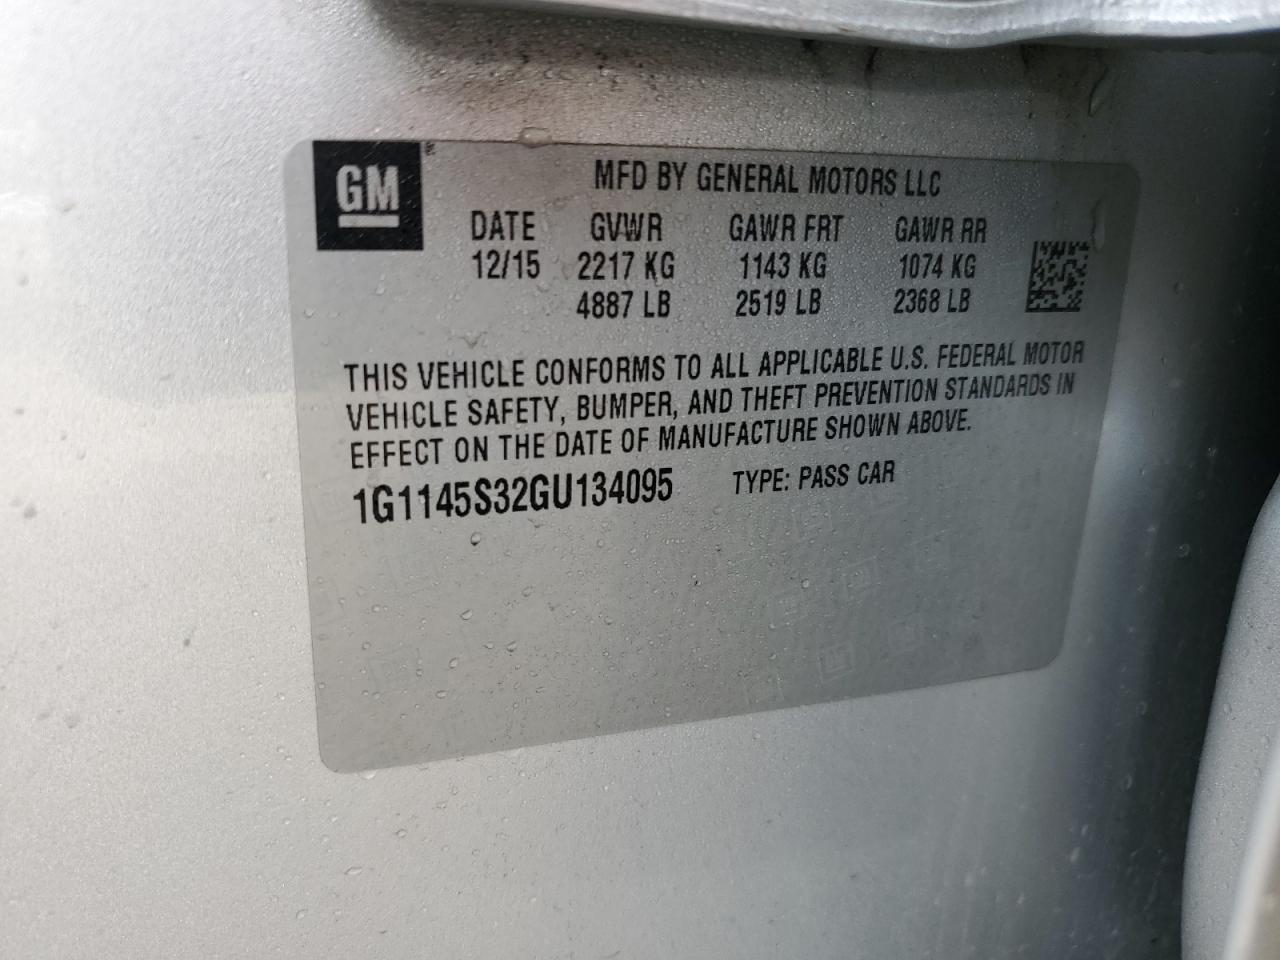 GM
MFD BY GENERAL MOTORS LLC
DATE GVWR GAWR FRT GAWR RR
12/15 2217 KG 1143 KG 1074 KG
4887 LB 2519 LB 2368 LB
THIS VEHICLE CONFORMS TO ALL APPLICABLE U.S. FEDERAL MOTOR
VEHICLE SAFETY, BUMPER, AND THEFT PREVENTION STANDARDS IN
EFFECT ON THE DATE OF MANUFACTURE SHOWN ABOVE.
1G1145S32GU134095 TYPE: PASS CAR